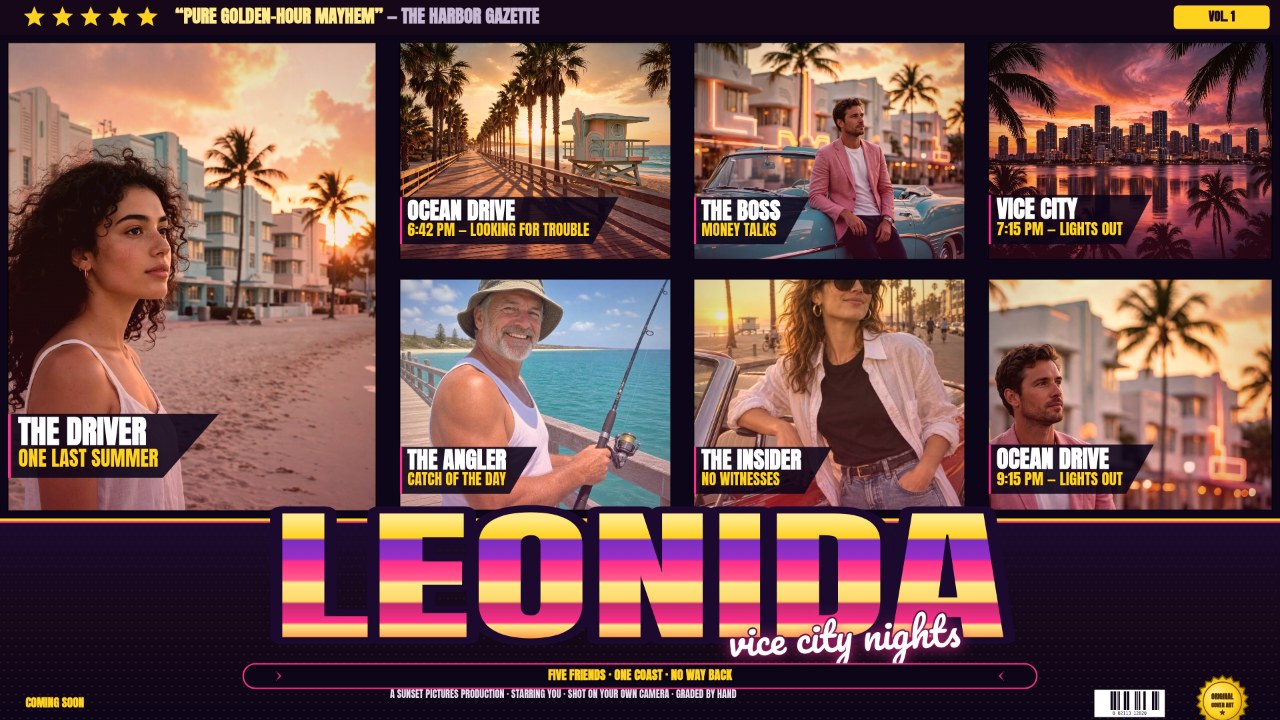 “PURE GOLDEN-HOUR MAYHEM” – THE HARBOR GAZETTE
VOL. 1
OCEAN DRIVE
6:42 PM – LOOKING FOR TROUBLE
THE BOSS
MONEY TALKS
VICE CITY
7:15 PM – LIGHTS OUT
THE DRIVER
ONE LAST SUMMER
THE ANGLER
CATCH OF THE DAY
THE INSIDER
NO WITNESSES
OCEAN DRIVE
9:15 PM – LIGHTS OUT
LEONIDA
vice city nights
FIVE FRIENDS · ONE COAST · NO WAY BACK
A SUNSET PICTURES PRODUCTION · STARRING YOU · SHOT ON YOUR OWN CAMERA · GRADED BY HAND
COMING SOON
ORIGINAL
COVER ART